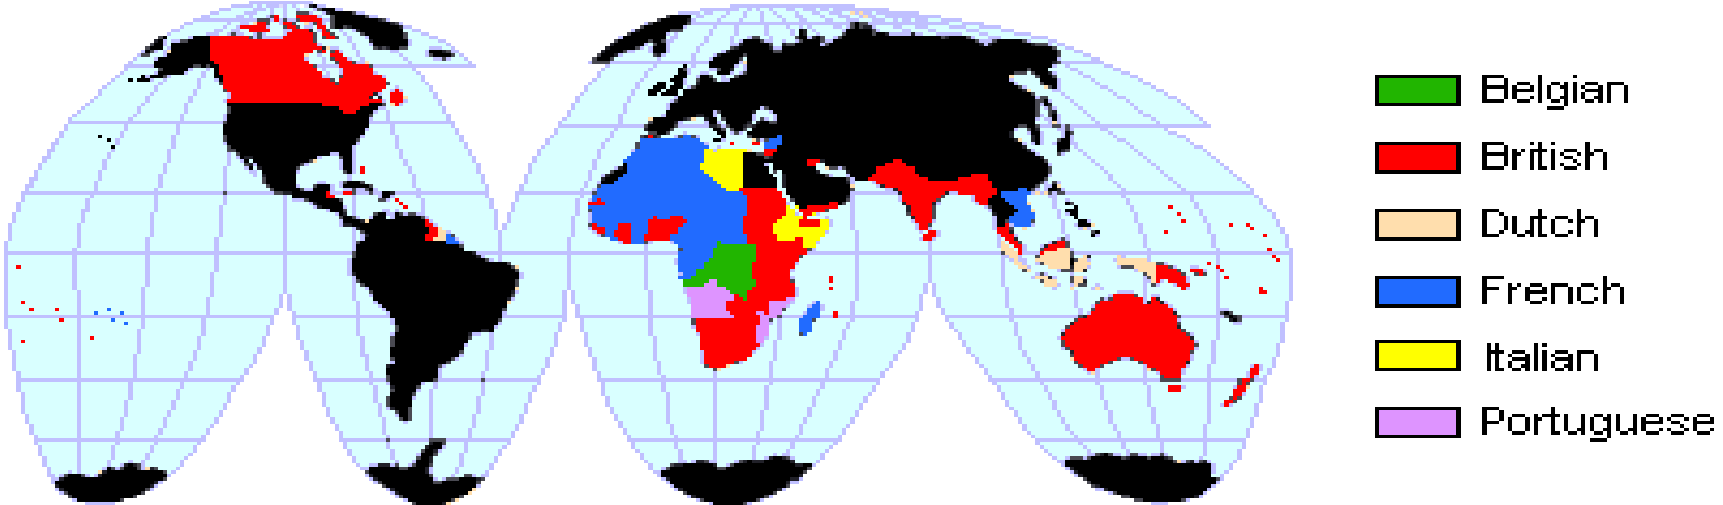 Belgian
British
Dutch
French
Italian
Portuguese